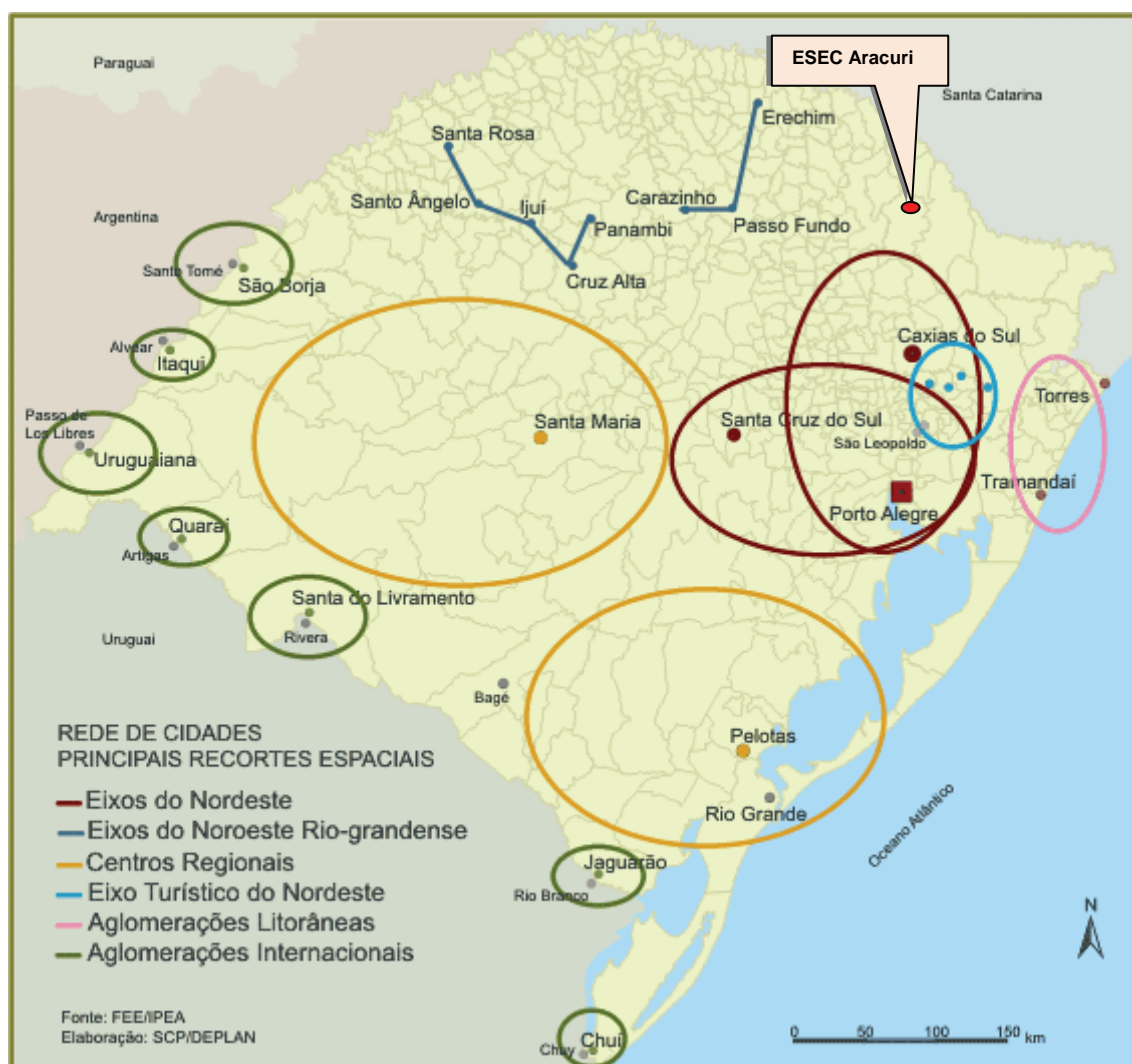 ESEC Aracuri
Paraguai
Santa Catarina
Erechim
Santa Rosa
Santo Ângelo
Ijuí
Carazinho
Panambi
Passo Fundo
Argentina
Cruz Alta
Santo Tomé
São Borja
Alvear
Itaqui
Caxias do Sul
Torres
Passo de
Los Libres
Uruguaiana
Santa Maria
Santa Cruz do Sul
São Leopoldo
Tramandaí
Porto Alegre
Quaraí
Artigas
Santa do Livramento
Rivera
Uruguai
Bagé
Pelotas
Rio Grande
Oceano Atlântico
Jaguarão
Rio Branco
Chuí
Chuy
REDE DE CIDADES
PRINCIPAIS RECORTES ESPACIAIS
Eixos do Nordeste
Eixos do Noroeste Rio-grandense
Centros Regionais
Eixo Turístico do Nordeste
Aglomerações Litorâneas
Aglomerações Internacionais
Fonte: FEE/IPEA
Elaboração: SCP/DEPLAN
N
0 50 100 150 km